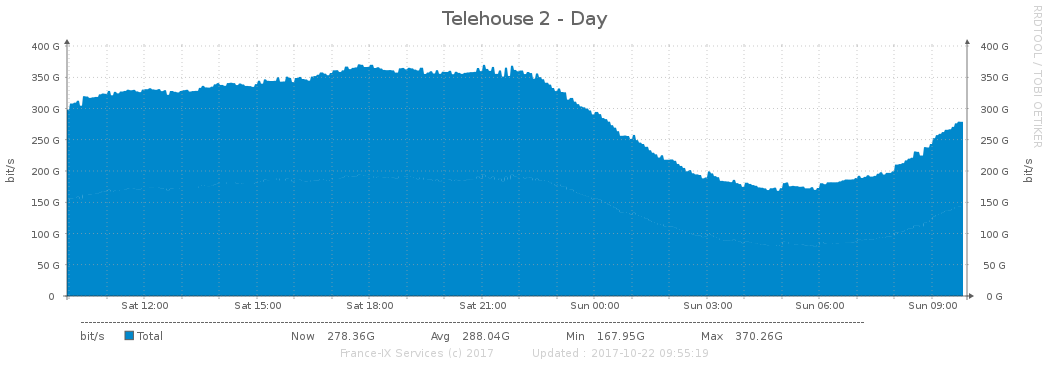 Telehouse 2 - Day
RRDTOOL / TOBI OETIKER
400 G 400 G
350 G 350 G
300 G 300 G
250 G 250 G
200 G 200 G
150 G 150 G
100 G 100 G
50 G 50 G
0 0 G
bit/s bit/s
Sat 12:00 Sat 15:00 Sat 18:00 Sat 21:00 Sun 00:00 Sun 03:00 Sun 06:00 Sun 09:00
bit/s Total Now 278.36G Avg 288.04G Min 167.95G Max 370.26G
France-IX Services (c) 2017 Updated : 2017-10-22 09:55:19